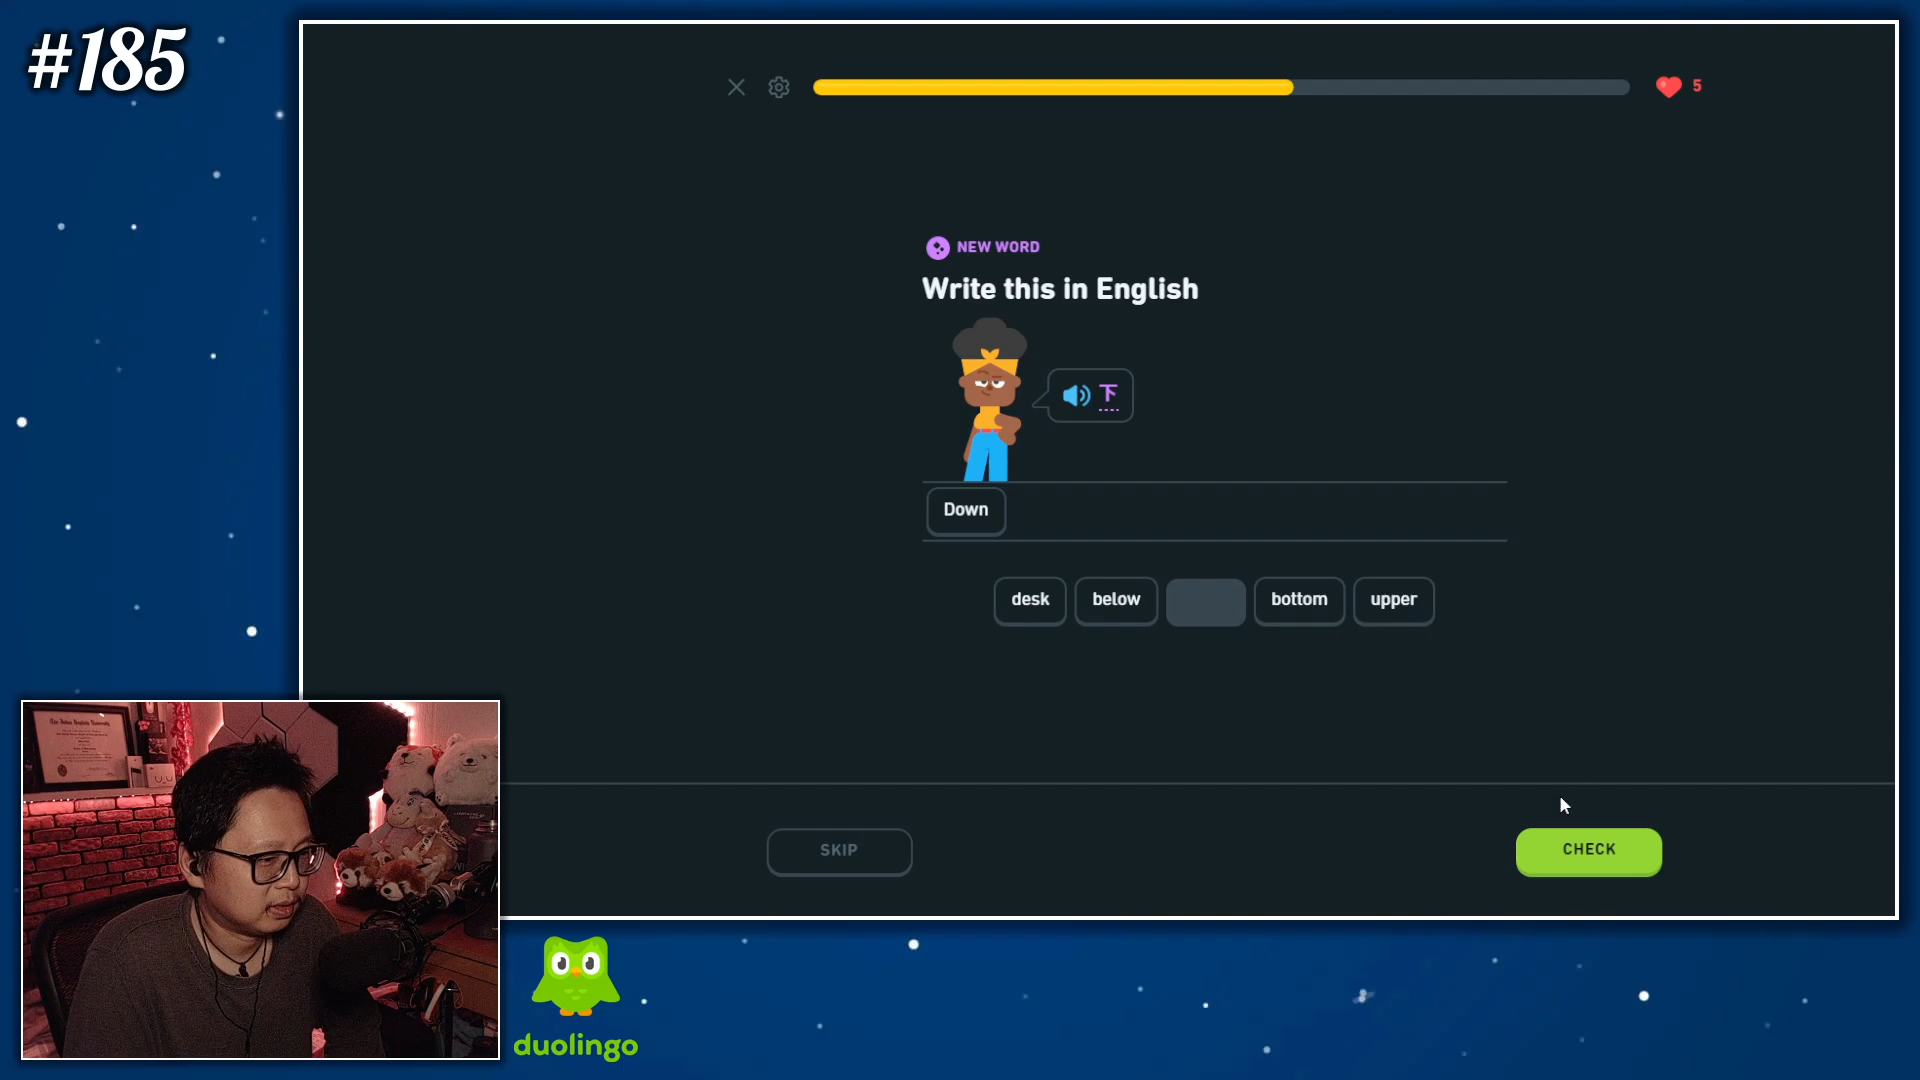 #185
5
NEW WORD
Write this in English
下
Down
desk
below
bottom
upper
SKIP
CHECK
duolingo